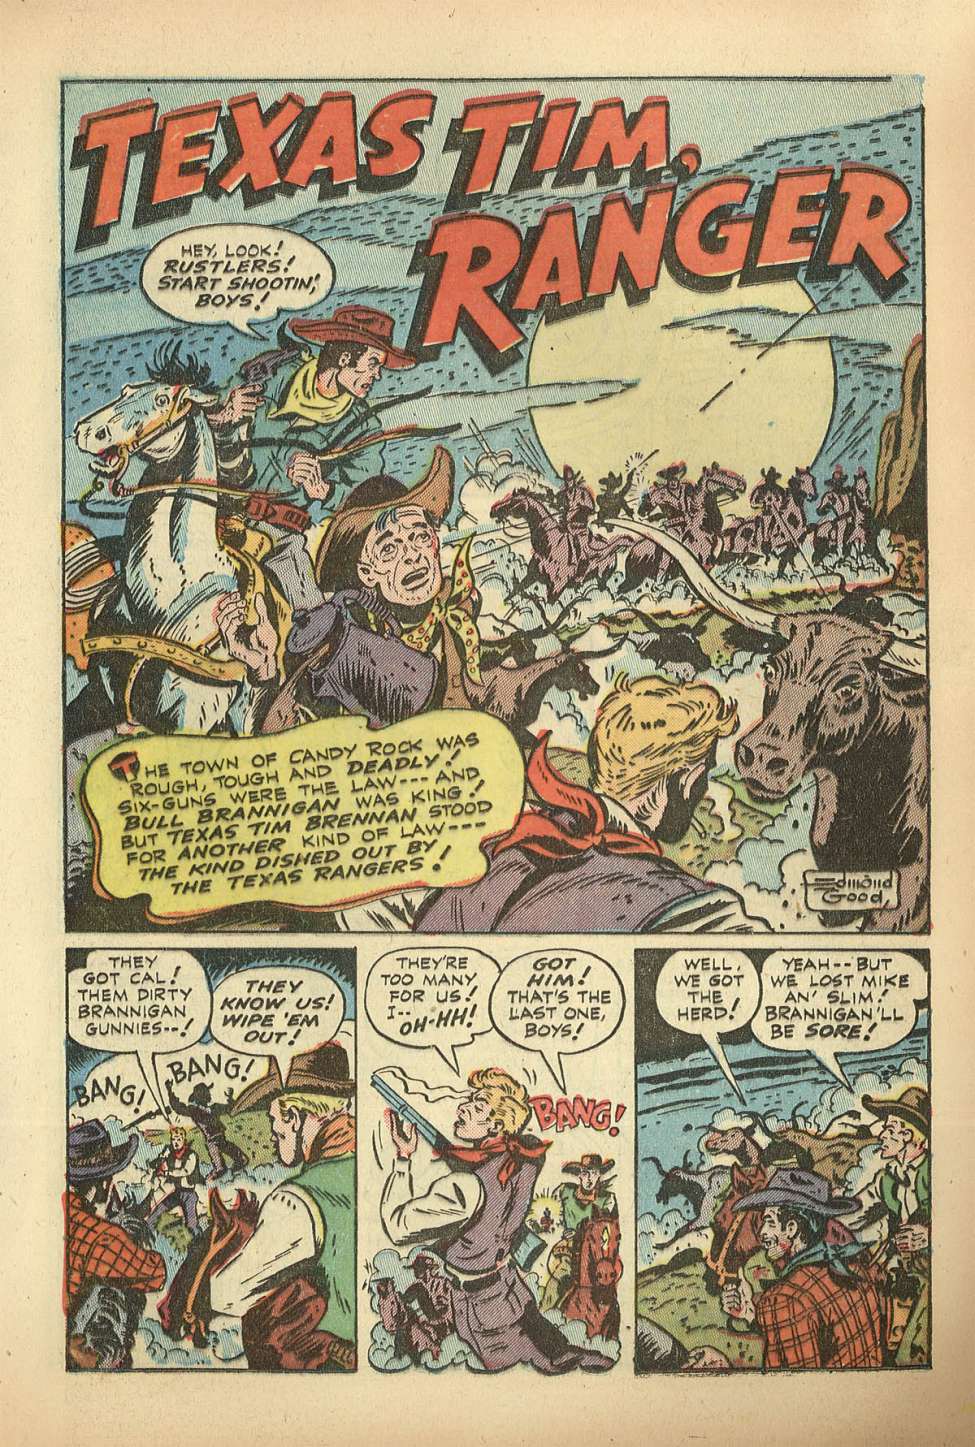 TEXAS TIM,
RANGER
HEY, LOOK!
RUSTLERS!
START SHOOTIN',
BOYS!
THE TOWN OF CANDY ROCK WAS
ROUGH, TOUGH AND DEADLY!
SIX-GUNS WERE THE LAW--- AND
BULL BRANNIGAN WAS KING!
BUT TEXAS TIM BRENNAN STOOD
FOR ANOTHER KIND OF LAW---
THE KIND DISHED OUT BY
THE TEXAS RANGERS!
Edmond
Good
THEY
GOT CAL!
THEM DIRTY
BRANNIGAN
GUNNIES--!
THEY
KNOW US!
WIPE 'EM
OUT!
BANG!
BANG!
THEY'RE
TOO MANY
FOR US!
I--
OH-HH!
GOT
HIM!
THAT'S THE
LAST ONE,
BOYS!
BANG!
WELL,
WE GOT
THE
HERD!
YEAH--BUT
WE LOST MIKE
AN' SLIM!
BRANNIGAN'LL
BE SORE!